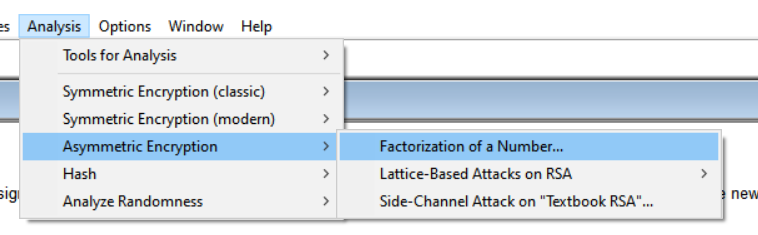 es Analysis Options Window Help
Tools for Analysis
Symmetric Encryption (classic)
Symmetric Encryption (modern)
Asymmetric Encryption
Factorization of a Number...
Hash
Lattice-Based Attacks on RSA
Analyze Randomness
Side-Channel Attack on "Textbook RSA"...
sig
new